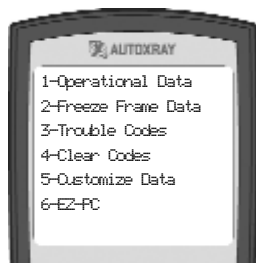 AUTOXRAY
1-Operational Data
2-Freeze Frame Data
3-Trouble Codes
4-Clear Codes
5-Customize Data
6-EZ-PC